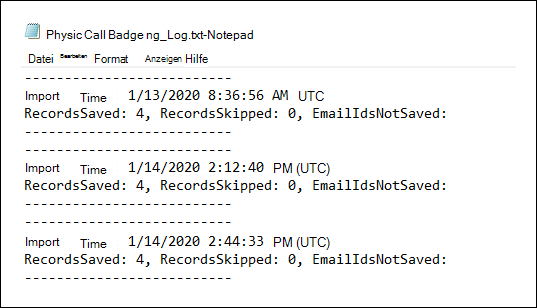 Physic Call Badge ng_Log.txt-Notepad
Datei Bearbeiten Format Anzeigen Hilfe
--------------------------
Import Time 1/13/2020 8:36:56 AM UTC
RecordsSaved: 4, RecordsSkipped: 0, EmailIdsNotSaved:
--------------------------
--------------------------
Import Time 1/14/2020 2:12:40 PM (UTC)
RecordsSaved: 4, RecordsSkipped: 0, EmailIdsNotSaved:
--------------------------
--------------------------
Import Time 1/14/2020 2:44:33 PM (UTC)
RecordsSaved: 4, RecordsSkipped: 0, EmailIdsNotSaved:
--------------------------